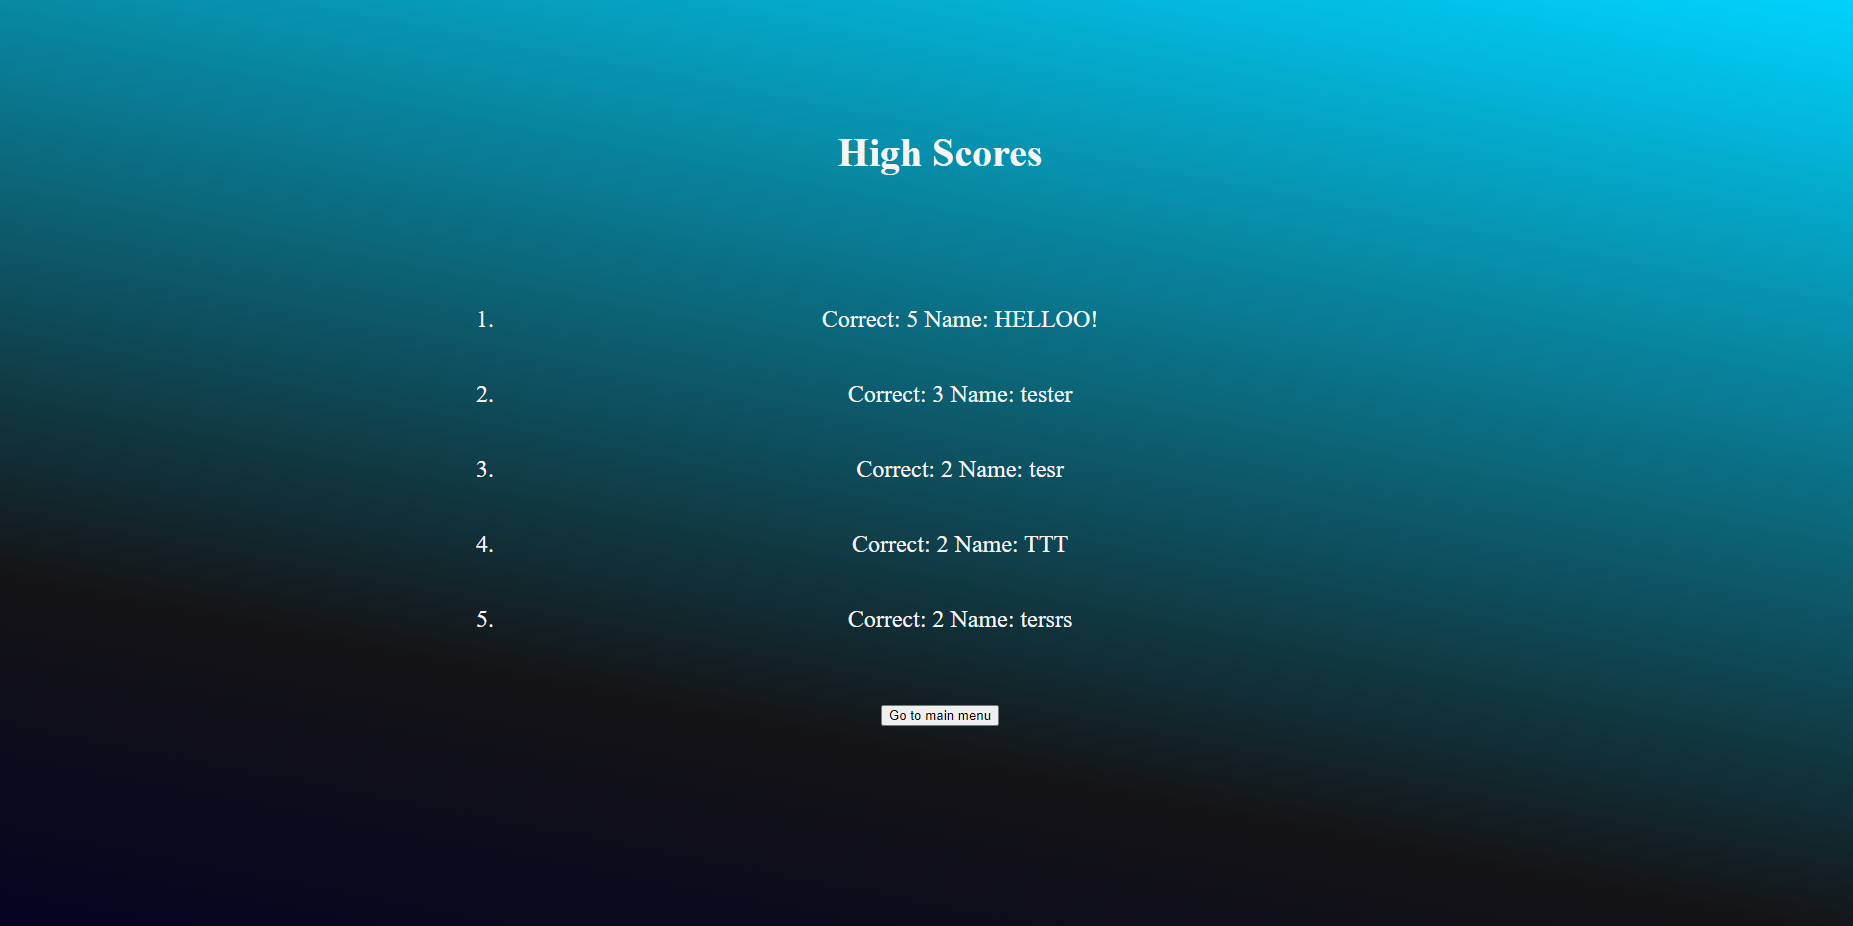 High Scores
1. Correct: 5 Name: HELLOO!
2. Correct: 3 Name: tester
3. Correct: 2 Name: tesr
4. Correct: 2 Name: TTT
5. Correct: 2 Name: tersrs
Go to main menu